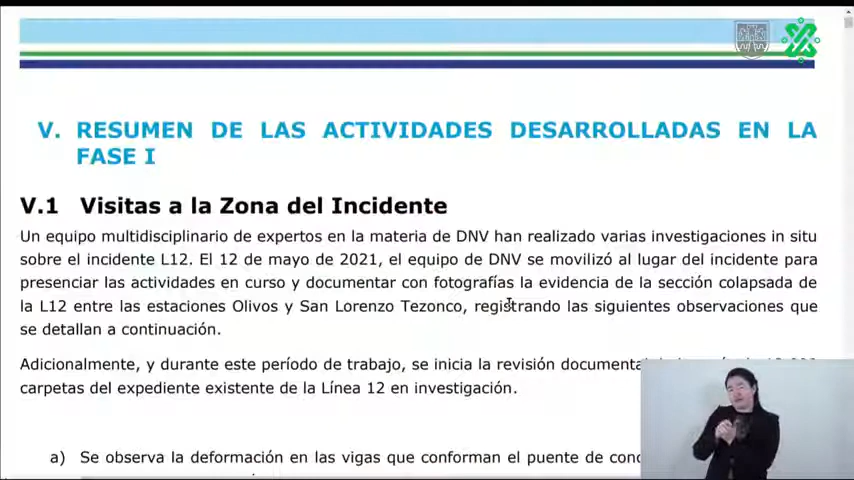 V. RESUMEN DE LAS ACTIVIDADES DESARROLLADAS EN LA
FASE I
V.1 Visitas a la Zona del Incidente
Un equipo multidisciplinario de expertos en la materia de DNV han realizado varias investigaciones in situ
sobre el incidente L12. El 12 de mayo de 2021, el equipo de DNV se movilizó al lugar del incidente para
presenciar las actividades en curso y documentar con fotografías la evidencia de la sección colapsada de
la L12 entre las estaciones Olivos y San Lorenzo Tezonco, registrando las siguientes observaciones que
se detallan a continuación.
Adicionalmente, y durante este período de trabajo, se inicia la revisión documental
carpetas del expediente existente de la Línea 12 en investigación.
a) Se observa la deformación en las vigas que conforman el puente de